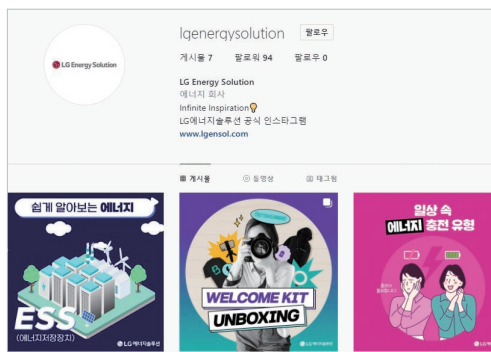 LG Energy Solution
lgenergysolution 팔로우
게시물 7 팔로워 94 팔로우 0
LG Energy Solution
에너지 회사
Infinite Inspiration
LG에너지솔루션 공식 인스타그램
www.lgensol.com
게시물 동영상 태그됨
쉽게 알아보는 에너지
ESS
(에너지저장장치)
LG에너지솔루션
WELCOME KIT
UNBOXING
LG에너지솔루션
일상 속
에너지 충전 유형
LG에너지솔루션